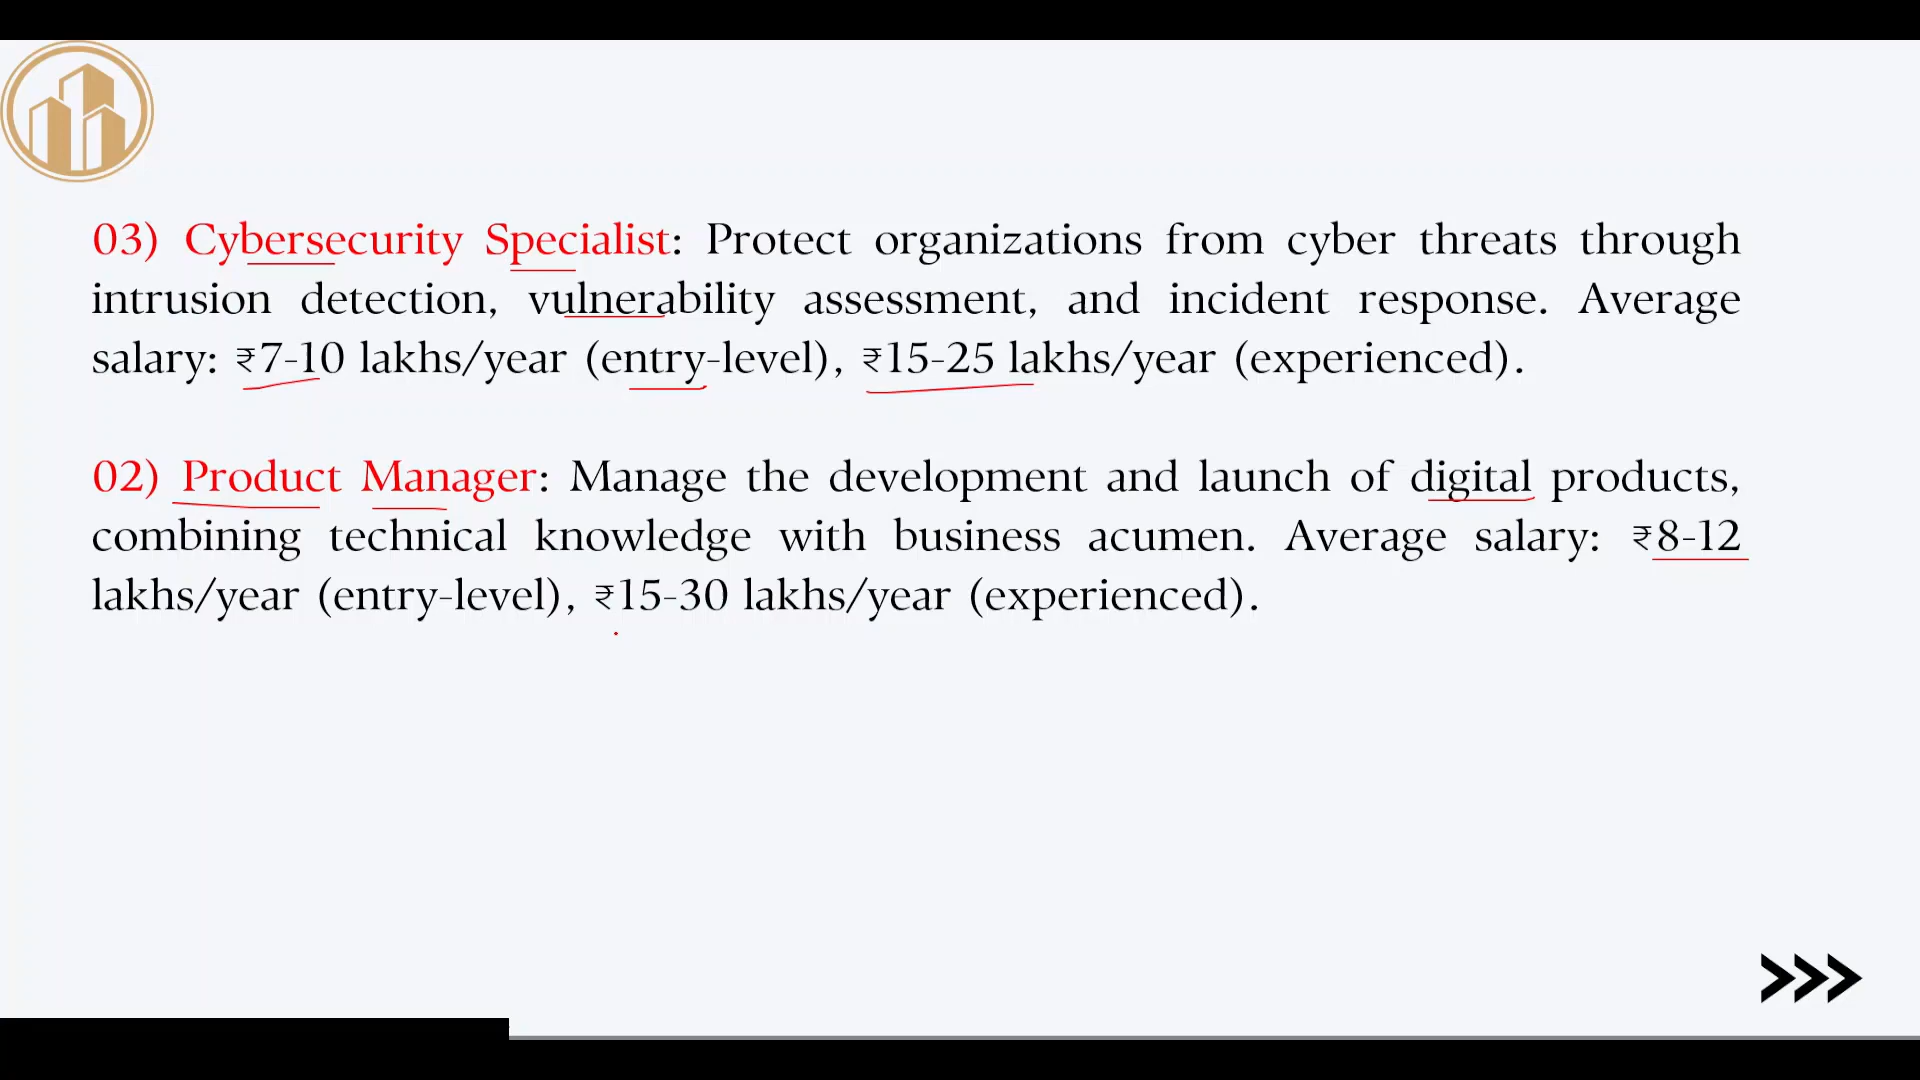 03) Cybersecurity Specialist: Protect organizations from cyber threats through
intrusion detection, vulnerability assessment, and incident response. Average
salary: ₹7-10 lakhs/year (entry-level), ₹15-25 lakhs/year (experienced).
02) Product Manager: Manage the development and launch of digital products,
combining technical knowledge with business acumen. Average salary: ₹8-12
lakhs/year (entry-level), ₹15-30 lakhs/year (experienced).